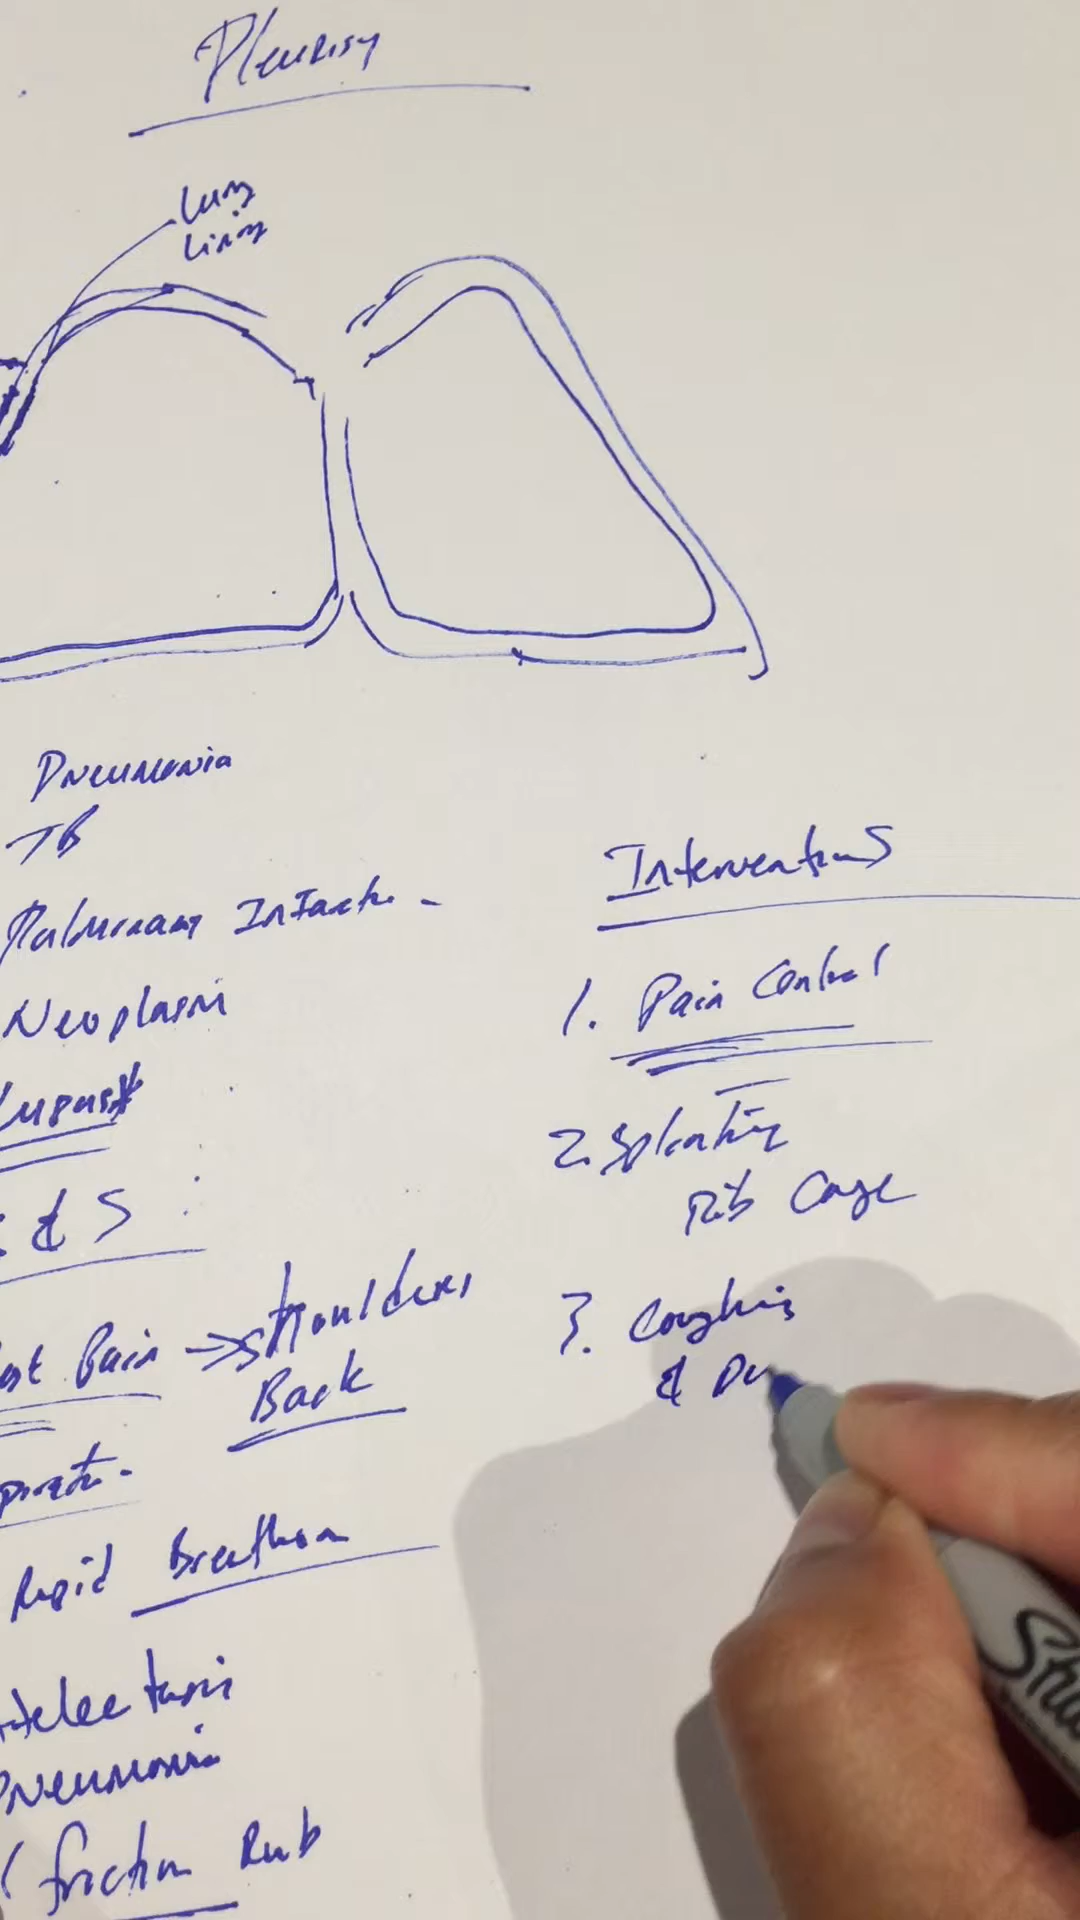 Pleurisy
Lung
Lining
Pneumonia
TB
Pulmonary Infarct
Neoplasm
Lupus*
& S
Pain → Shoulders
Back
Rapid Breathing
Pneumonia
friction Rub
Interventions
1. Pain Control
2. Splinting
Rib Cage
3. Coughing
&